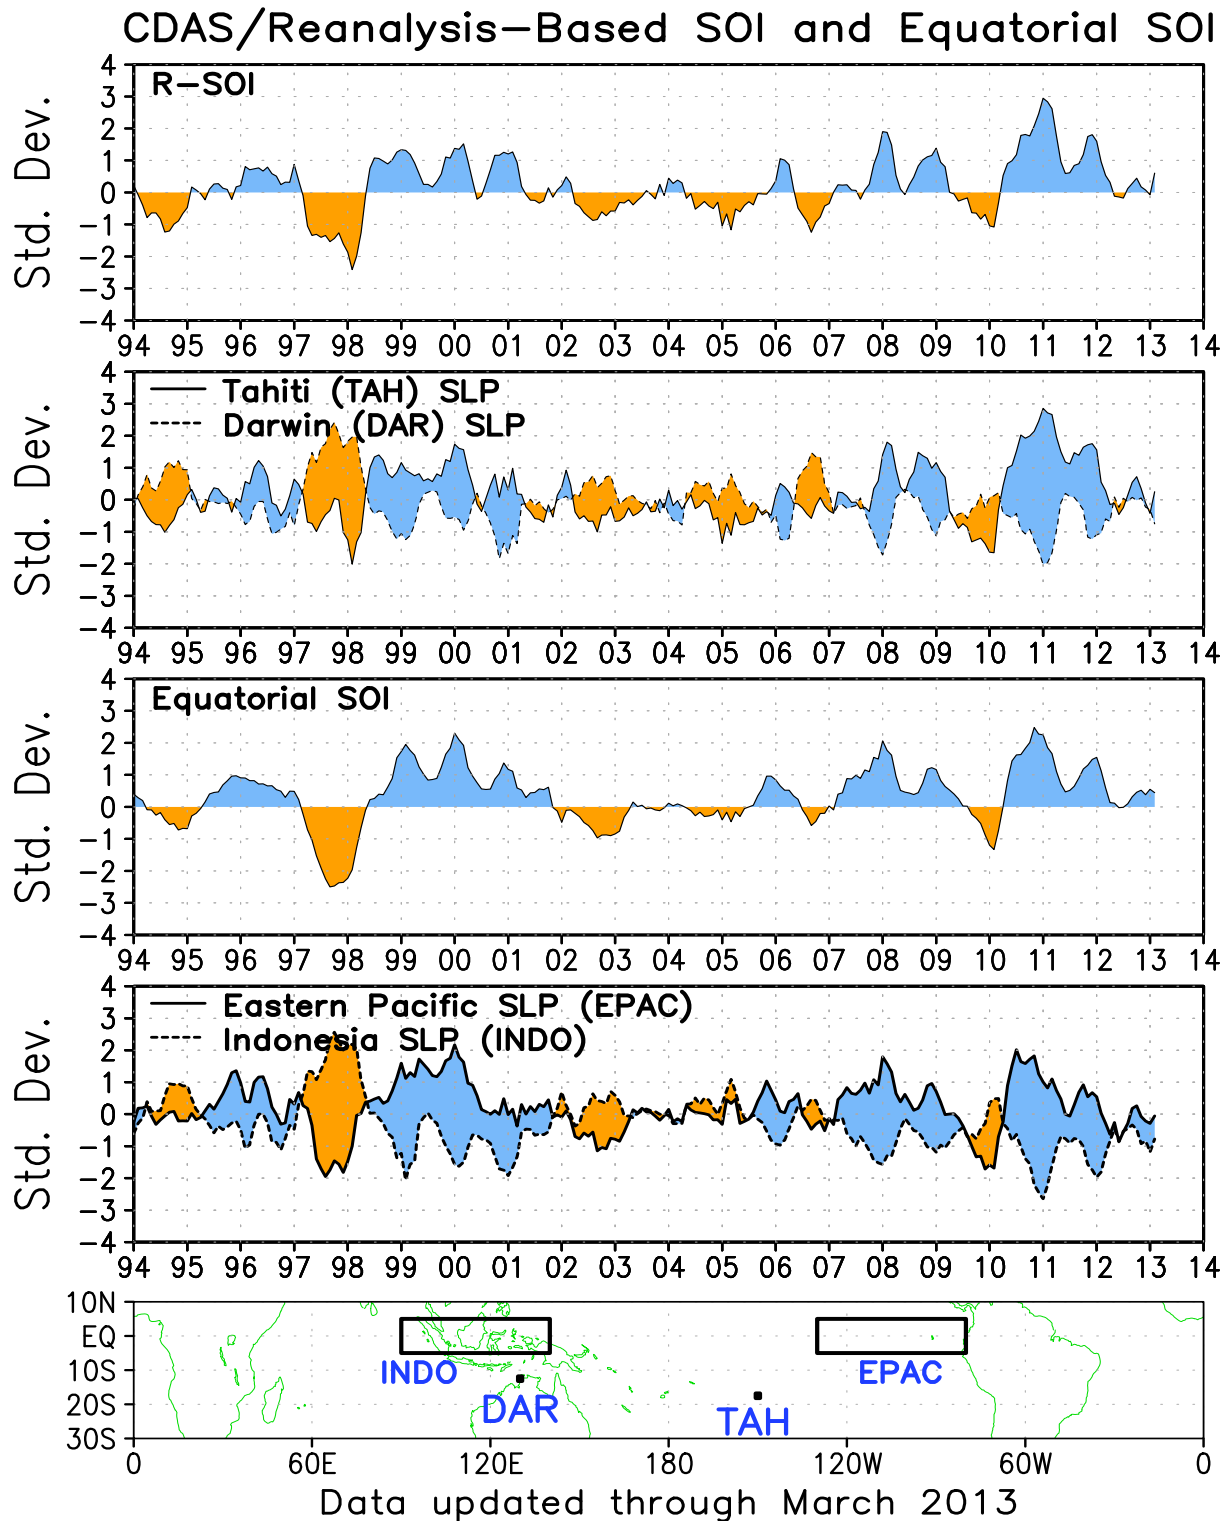 CDAS/Reanalysis-Based SOI and Equatorial SOI
R-SOI
Std. Dev.
4
3
2
1
0
-1
-2
-3
-4
94 95 96 97 98 99 00 01 02 03 04 05 06 07 08 09 10 11 12 13 14
Tahiti (TAH) SLP
Darwin (DAR) SLP
Std. Dev.
4
3
2
1
0
-1
-2
-3
-4
94 95 96 97 98 99 00 01 02 03 04 05 06 07 08 09 10 11 12 13 14
Equatorial SOI
Std. Dev.
4
3
2
1
0
-1
-2
-3
-4
94 95 96 97 98 99 00 01 02 03 04 05 06 07 08 09 10 11 12 13 14
Eastern Pacific SLP (EPAC)
Indonesia SLP (INDO)
Std. Dev.
4
3
2
1
0
-1
-2
-3
-4
94 95 96 97 98 99 00 01 02 03 04 05 06 07 08 09 10 11 12 13 14
10N
EQ
10S
20S
30S
INDO
EPAC
DAR
TAH
0 60E 120E 180 120W 60W 0
Data updated through March 2013